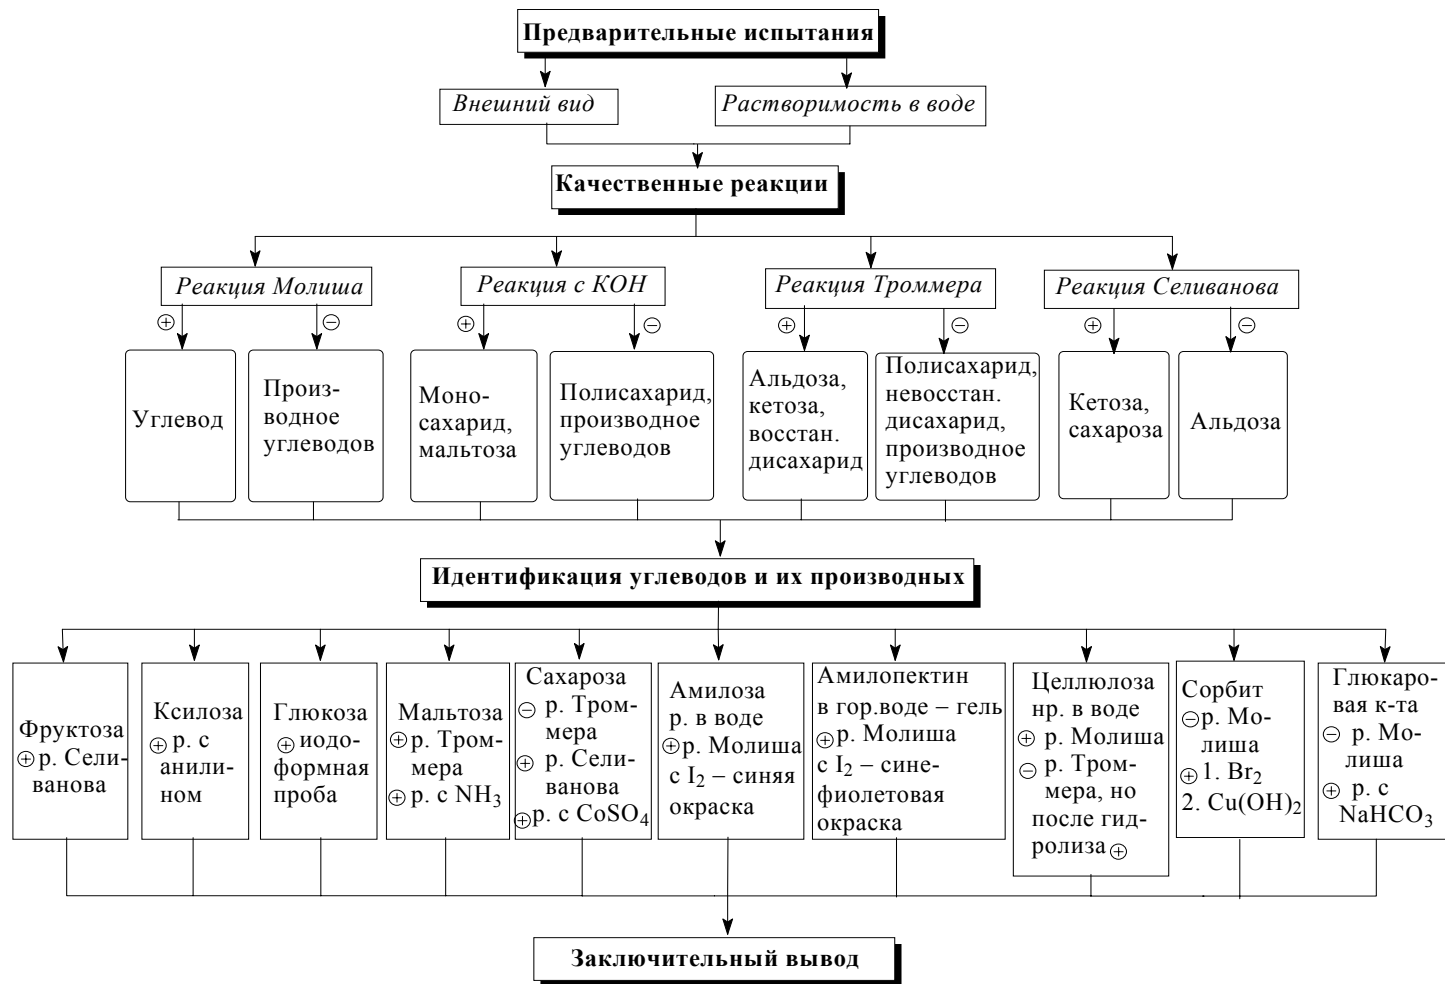 Предварительные испытания
Внешний вид
Растворимость в воде
Качественные реакции
Реакция Молиша
Реакция с КОН
Реакция Троммера
Реакция Селиванова
⊕
⊖
⊕
⊖
⊕
⊖
⊕
⊖
Углевод
Произ-
водное
углеводов
Моно-
сахарид,
мальтоза
Полисахарид,
производное
углеводов
Альдоза,
кетоза,
восстан.
дисахарид
Полисахарид,
невосстан.
дисахарид,
производное
углеводов
Кетоза,
сахароза
Альдоза
Идентификация углеводов и их производных
Фруктоза
⊕ р. Сели-
ванова
Ксилоза
⊕ р. с
анили-
ном
Глюкоза
⊕ иодо-
формная
проба
Мальтоза
⊕ р. Тром-
мера
⊕ р. с NH₃
Сахароза
⊖ р. Тром-
мера
⊕ р. Сели-
ванова
⊕ р. с CoSO₄
Амилоза
р. в воде
⊕ р. Молиша
с I₂ – синяя
окраска
Амилопектин
в гор.воде – гель
⊕ р. Молиша
с I₂ – сине-
фиолетовая
окраска
Целлюлоза
нр. в воде
⊕ р. Молиша
⊖ р. Тром-
мера, но
после гид-
ролиза ⊕
Сорбит
⊖ р. Мо-
лиша
⊕ 1. Br₂
2. Cu(OH)₂
Глюкаро-
вая к-та
⊖ р. Мо-
лиша
⊕ р. с
NaHCO₃
Заключительный вывод